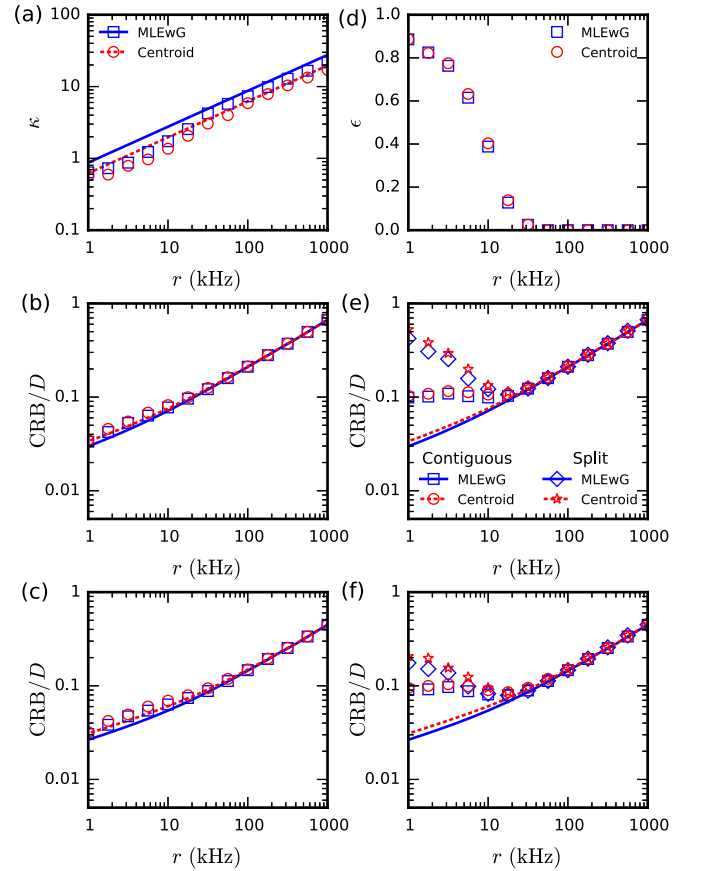 (a)
100
10
1
0.1
κ
MLEwG
Centroid
1 10 100 1000
r (kHz)
(d)
1.0
0.8
0.6
0.4
0.2
0.0
ϵ
MLEwG
Centroid
1 10 100 1000
r (kHz)
(b)
1
0.1
0.01
CRB/D
1 10 100 1000
r (kHz)
(e)
1
0.1
0.01
CRB/D
Contiguous Split
MLEwG MLEwG
Centroid Centroid
1 10 100 1000
r (kHz)
(c)
1
0.1
0.01
CRB/D
1 10 100 1000
r (kHz)
(f)
1
0.1
0.01
CRB/D
1 10 100 1000
r (kHz)